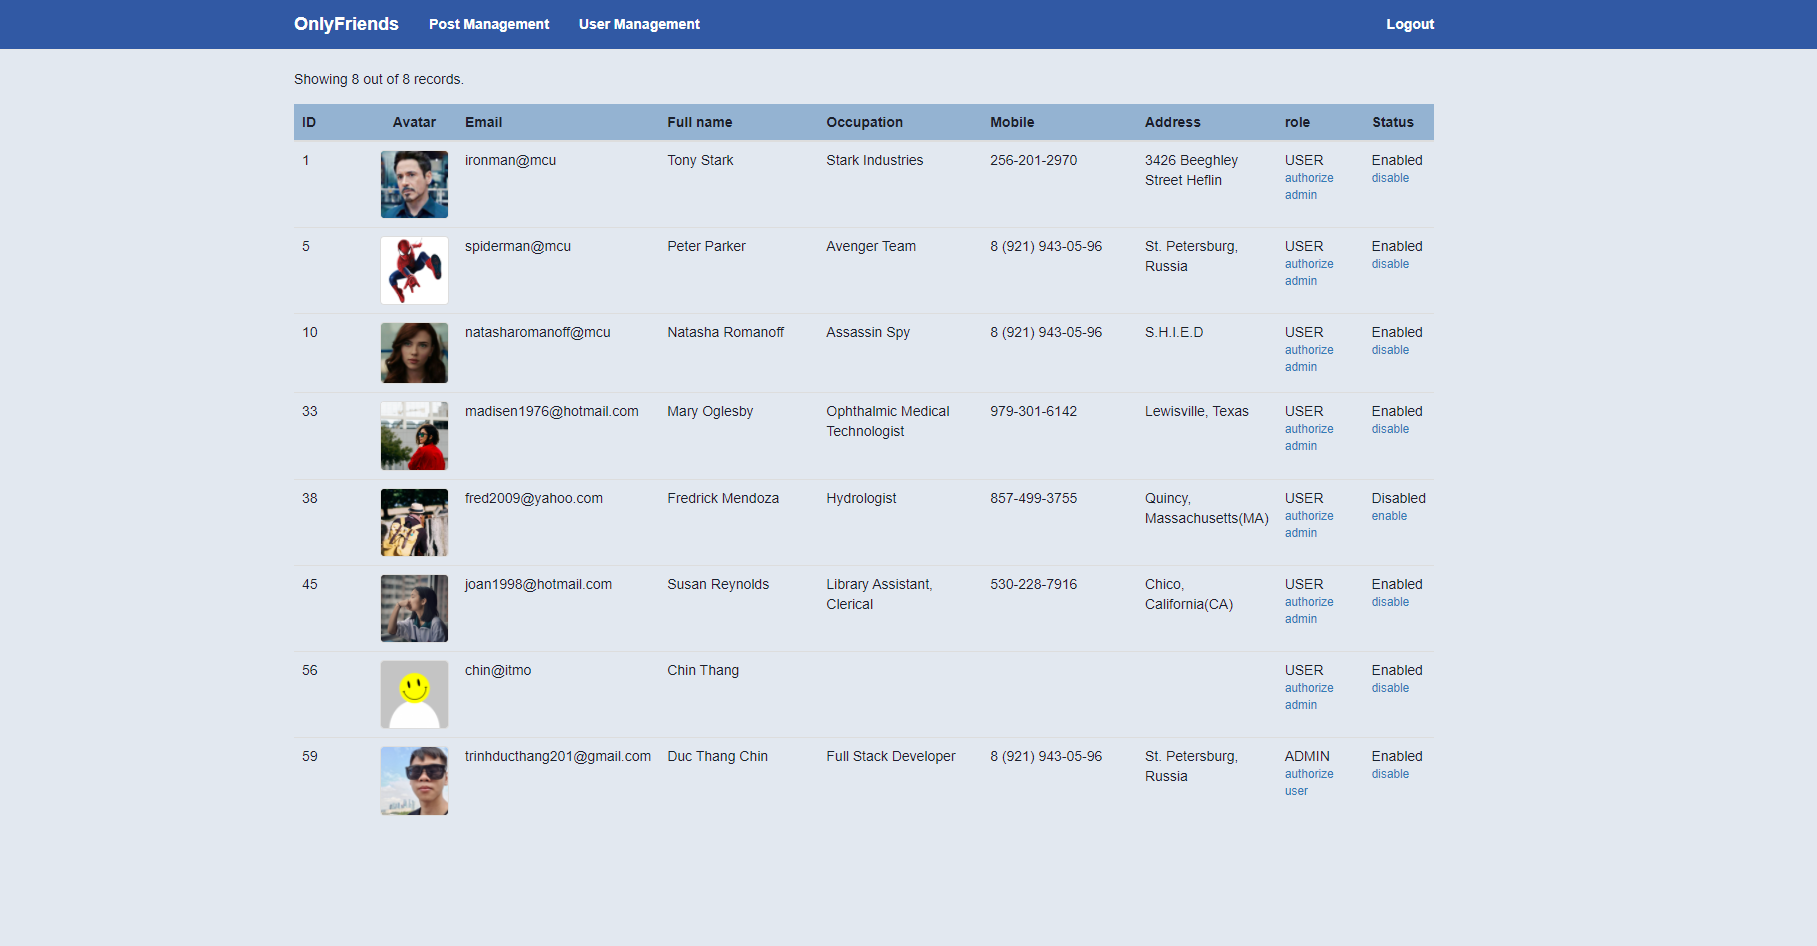 OnlyFriends Post Management User Management Logout
Showing 8 out of 8 records.
ID Avatar Email Full name Occupation Mobile Address role Status
1 ironman@mcu Tony Stark Stark Industries 256-201-2970 3426 Beeghley USER Enabled
Street Heflin authorize disable
admin
5 spiderman@mcu Peter Parker Avenger Team 8 (921) 943-05-96 St. Petersburg, USER Enabled
Russia authorize disable
admin
10 natasharomanoff@mcu Natasha Romanoff Assassin Spy 8 (921) 943-05-96 S.H.I.E.D USER Enabled
authorize disable
admin
33 madisen1976@hotmail.com Mary Oglesby Ophthalmic Medical 979-301-6142 Lewisville, Texas USER Enabled
Technologist authorize disable
admin
38 fred2009@yahoo.com Fredrick Mendoza Hydrologist 857-499-3755 Quincy, USER Disabled
Massachusetts(MA) authorize enable
admin
45 joan1998@hotmail.com Susan Reynolds Library Assistant, 530-228-7916 Chico, USER Enabled
Clerical California(CA) authorize disable
admin
56 chin@itmo Chin Thang USER Enabled
authorize disable
admin
59 trinhducthang201@gmail.com Duc Thang Chin Full Stack Developer 8 (921) 943-05-96 St. Petersburg, ADMIN Enabled
Russia authorize disable
user